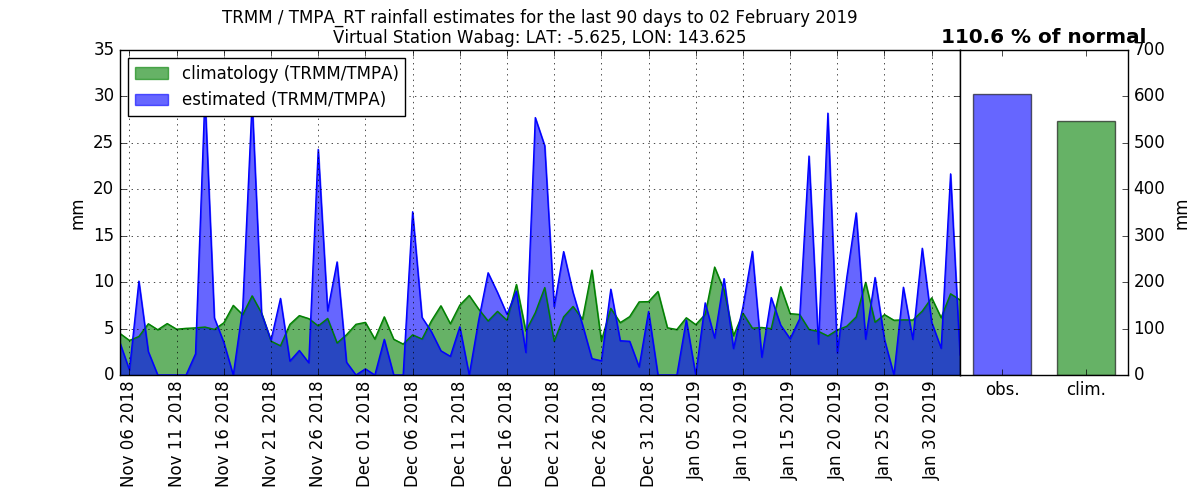 TRMM / TMPA_RT rainfall estimates for the last 90 days to 02 February 2019
Virtual Station Wabag: LAT: -5.625, LON: 143.625
110.6 % of normal
climatology (TRMM/TMPA)
estimated (TRMM/TMPA)
35
30
25
20
15
10
5
0
mm
700
600
500
400
300
200
100
0
mm
Nov 06 2018
Nov 11 2018
Nov 16 2018
Nov 21 2018
Nov 26 2018
Dec 01 2018
Dec 06 2018
Dec 11 2018
Dec 16 2018
Dec 21 2018
Dec 26 2018
Dec 31 2018
Jan 05 2019
Jan 10 2019
Jan 15 2019
Jan 20 2019
Jan 25 2019
Jan 30 2019
obs.
clim.